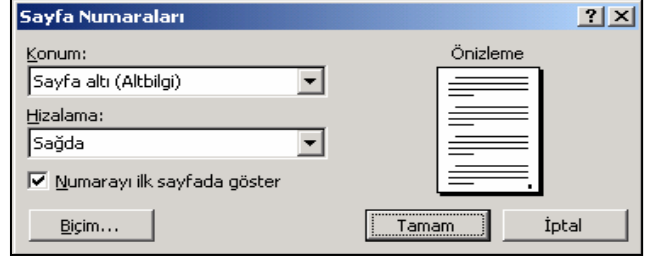 Sayfa Numaraları
Konum:
Önizleme
Sayfa altı (Altbilgi)
Hizalama:
Sağda
Numarayı ilk sayfada göster
Biçim...
Tamam
İptal